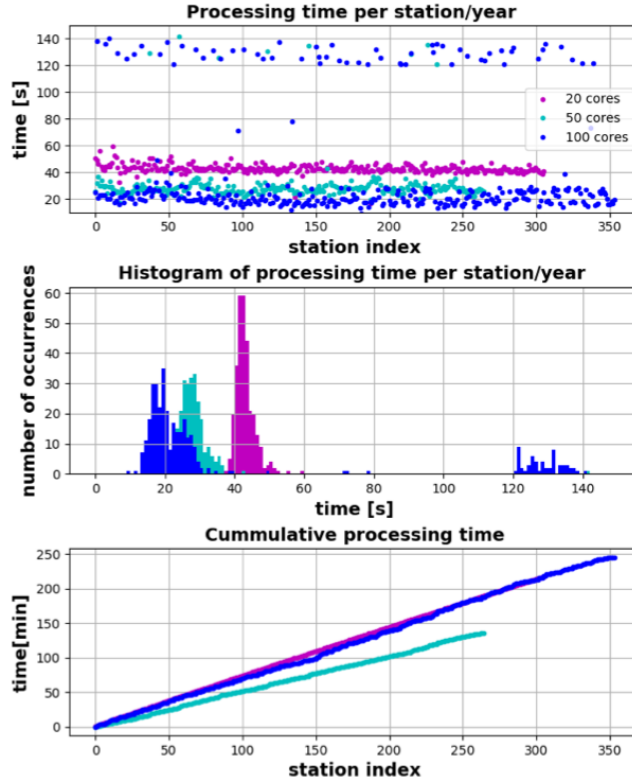 Processing time per station/year
140
120
100
80
60
40
20
time [s]
20 cores
50 cores
100 cores
0 50 100 150 200 250 300 350
station index
Histogram of processing time per station/year
60
50
40
30
20
10
0
number of occurrences
0 20 40 60 80 100 120 140
time [s]
Cummulative processing time
250
200
150
100
50
0
time[min]
0 50 100 150 200 250 300 350
station index